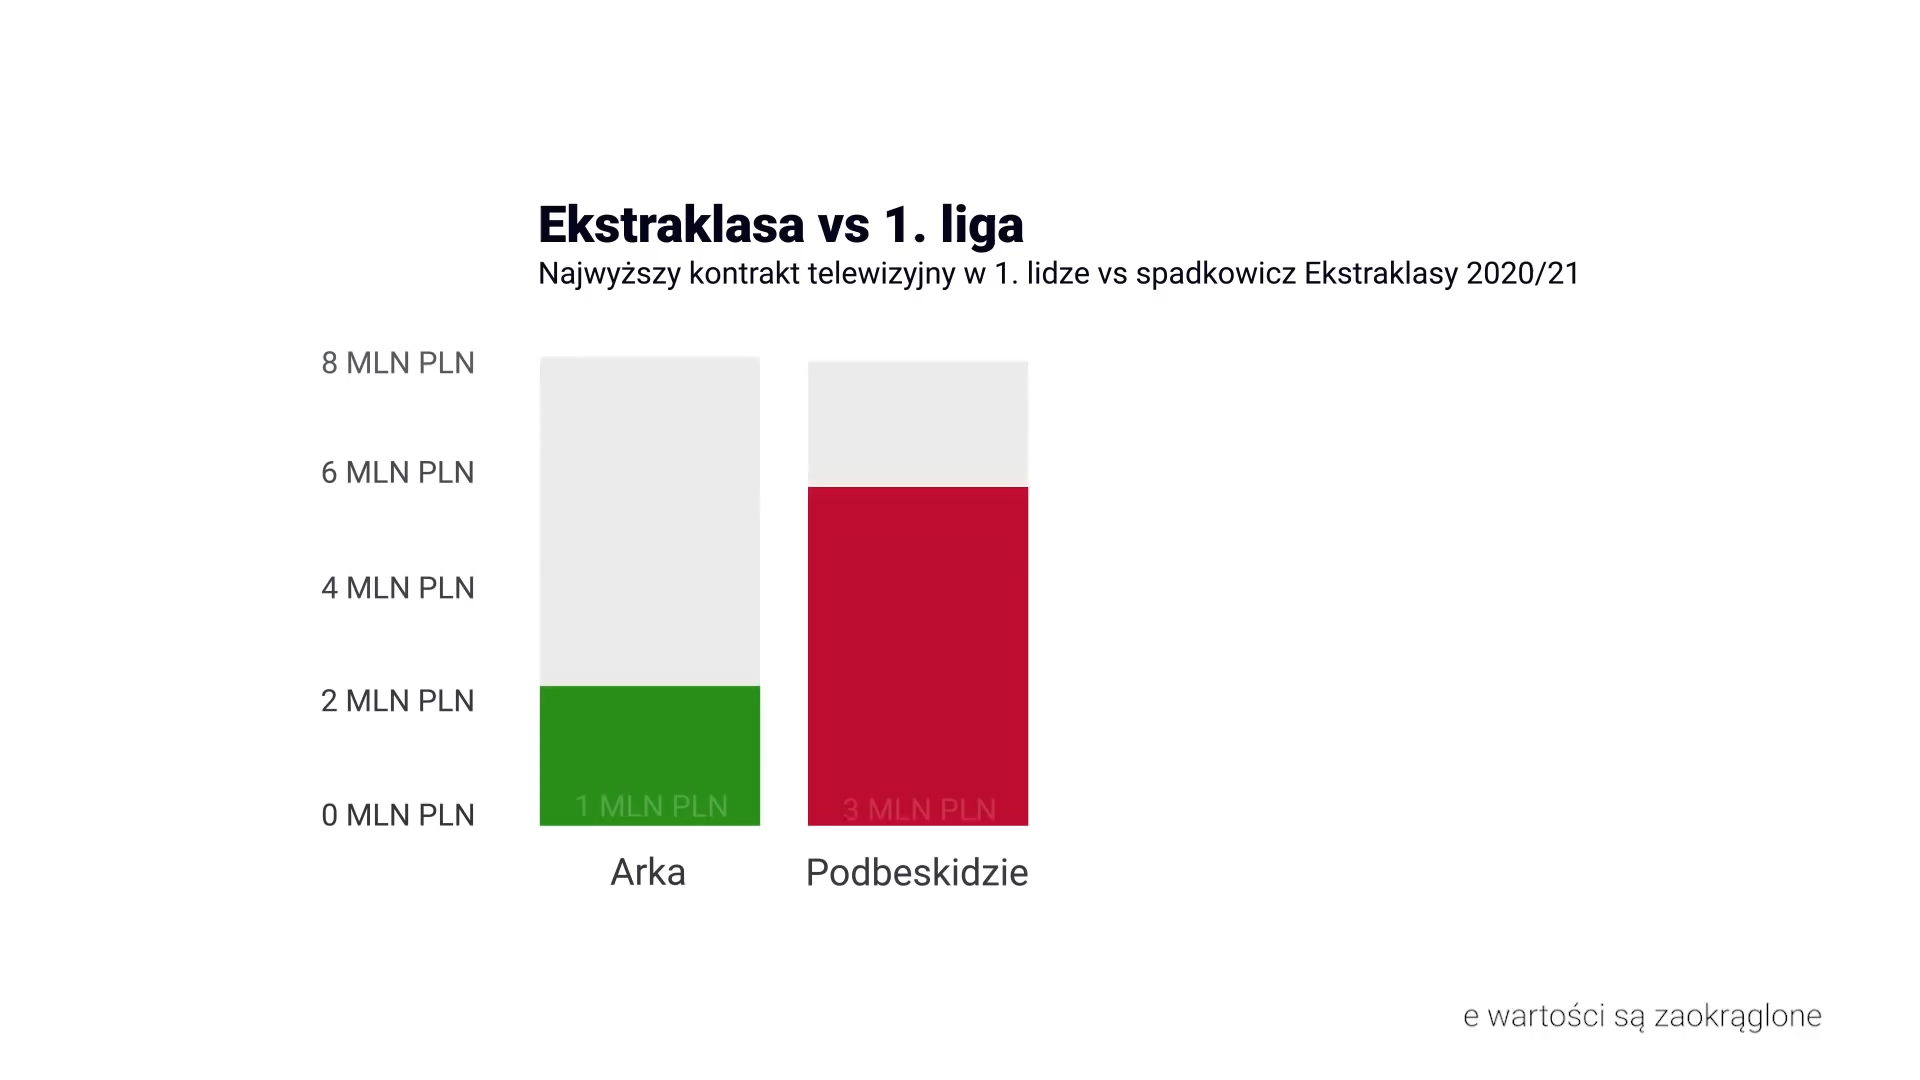 Ekstraklasa vs 1. liga
Najwyższy kontrakt telewizyjny w 1. lidze vs spadkowicz Ekstraklasy 2020/21
8 MLN PLN
6 MLN PLN
4 MLN PLN
2 MLN PLN
0 MLN PLN
1 MLN PLN
3 MLN PLN
Arka
Podbeskidzie
e wartości są zaokrąglone